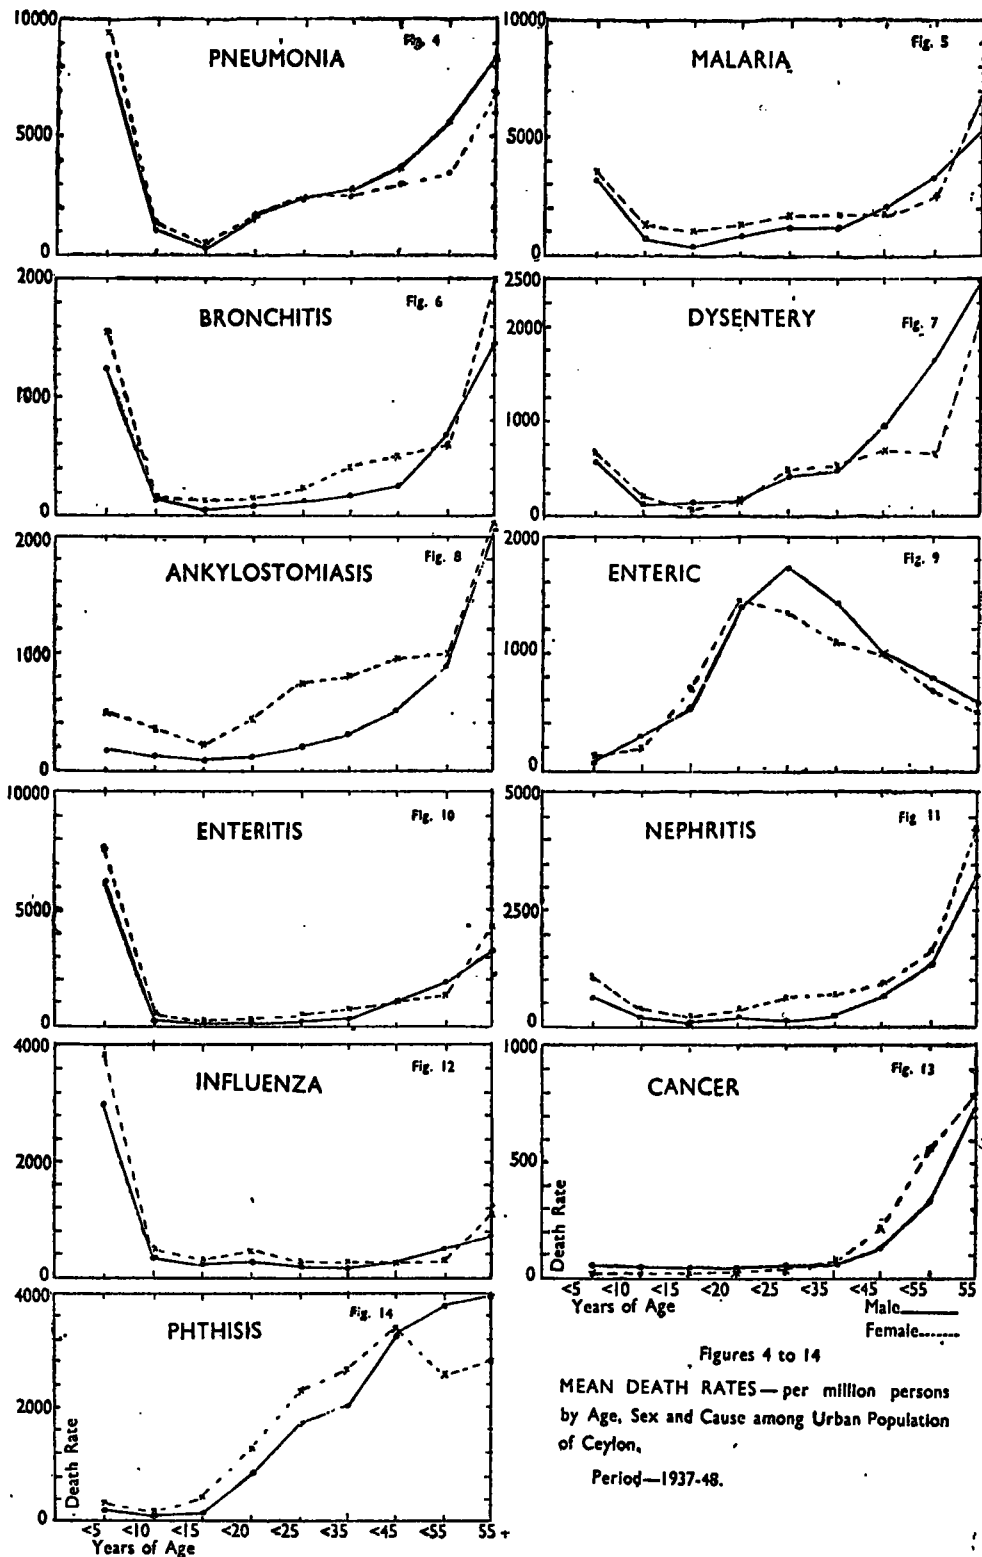 10000
5000
0
PNEUMONIA
Fig. 4
10000
5000
0
MALARIA
Fig. 5
2000
1000
0
BRONCHITIS
Fig. 6
2500
2000
1000
0
DYSENTERY
Fig. 7
2000
1000
0
ANKYLOSTOMIASIS
Fig. 8
2000
1000
0
ENTERIC
Fig. 9
10000
5000
0
ENTERITIS
Fig. 10
5000
2500
0
NEPHRITIS
Fig 11
4000
2000
0
INFLUENZA
Fig. 12
1000
500
0
CANCER
Fig. 13
Death Rate
<5 <10 <15 <20 <25 <35 <45 <55 55
Years of Age
Male
Female
4000
2000
0
PHTHISIS
Fig. 14
Death Rate
<5 <10 <15 <20 <25 <35 <45 <55 55 +
Years of Age
Figures 4 to 14
MEAN DEATH RATES — per million persons
by Age, Sex and Cause among Urban Population
of Ceylon.
Period—1937-48.